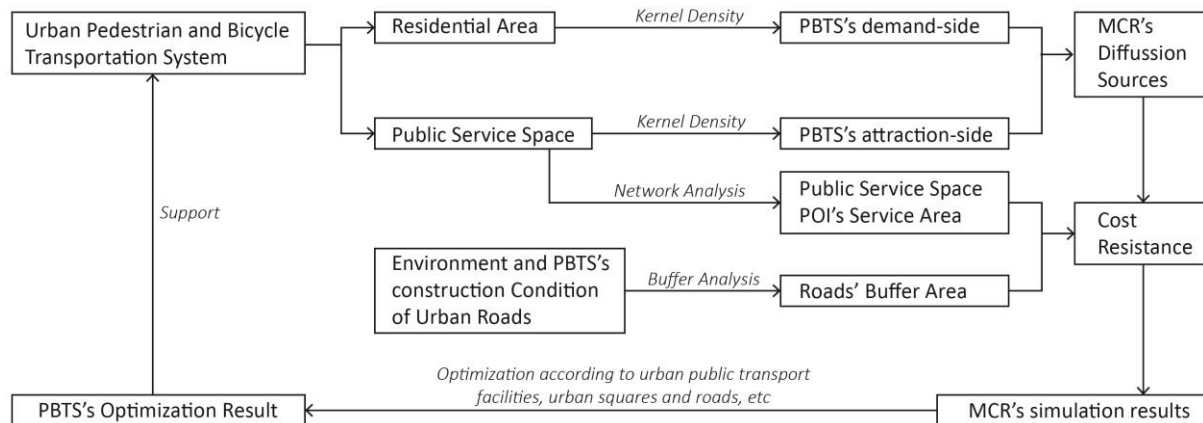 Urban Pedestrian and Bicycle
Transportation System
Residential Area
Kernel Density
PBTS's demand-side
MCR's
Diffussion
Sources
Public Service Space
Kernel Density
PBTS's attraction-side
Network Analysis
Public Service Space
POI's Service Area
Support
Cost
Resistance
Environment and PBTS's
construction Condition
of Urban Roads
Buffer Analysis
Roads' Buffer Area
Optimization according to urban public transport
facilities, urban squares and roads, etc
PBTS's Optimization Result
MCR's simulation results